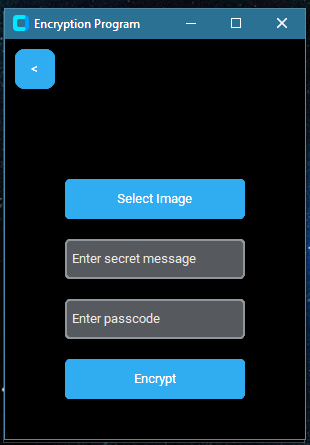 Encryption Program
<
Select Image
Enter secret message
Enter passcode
Encrypt